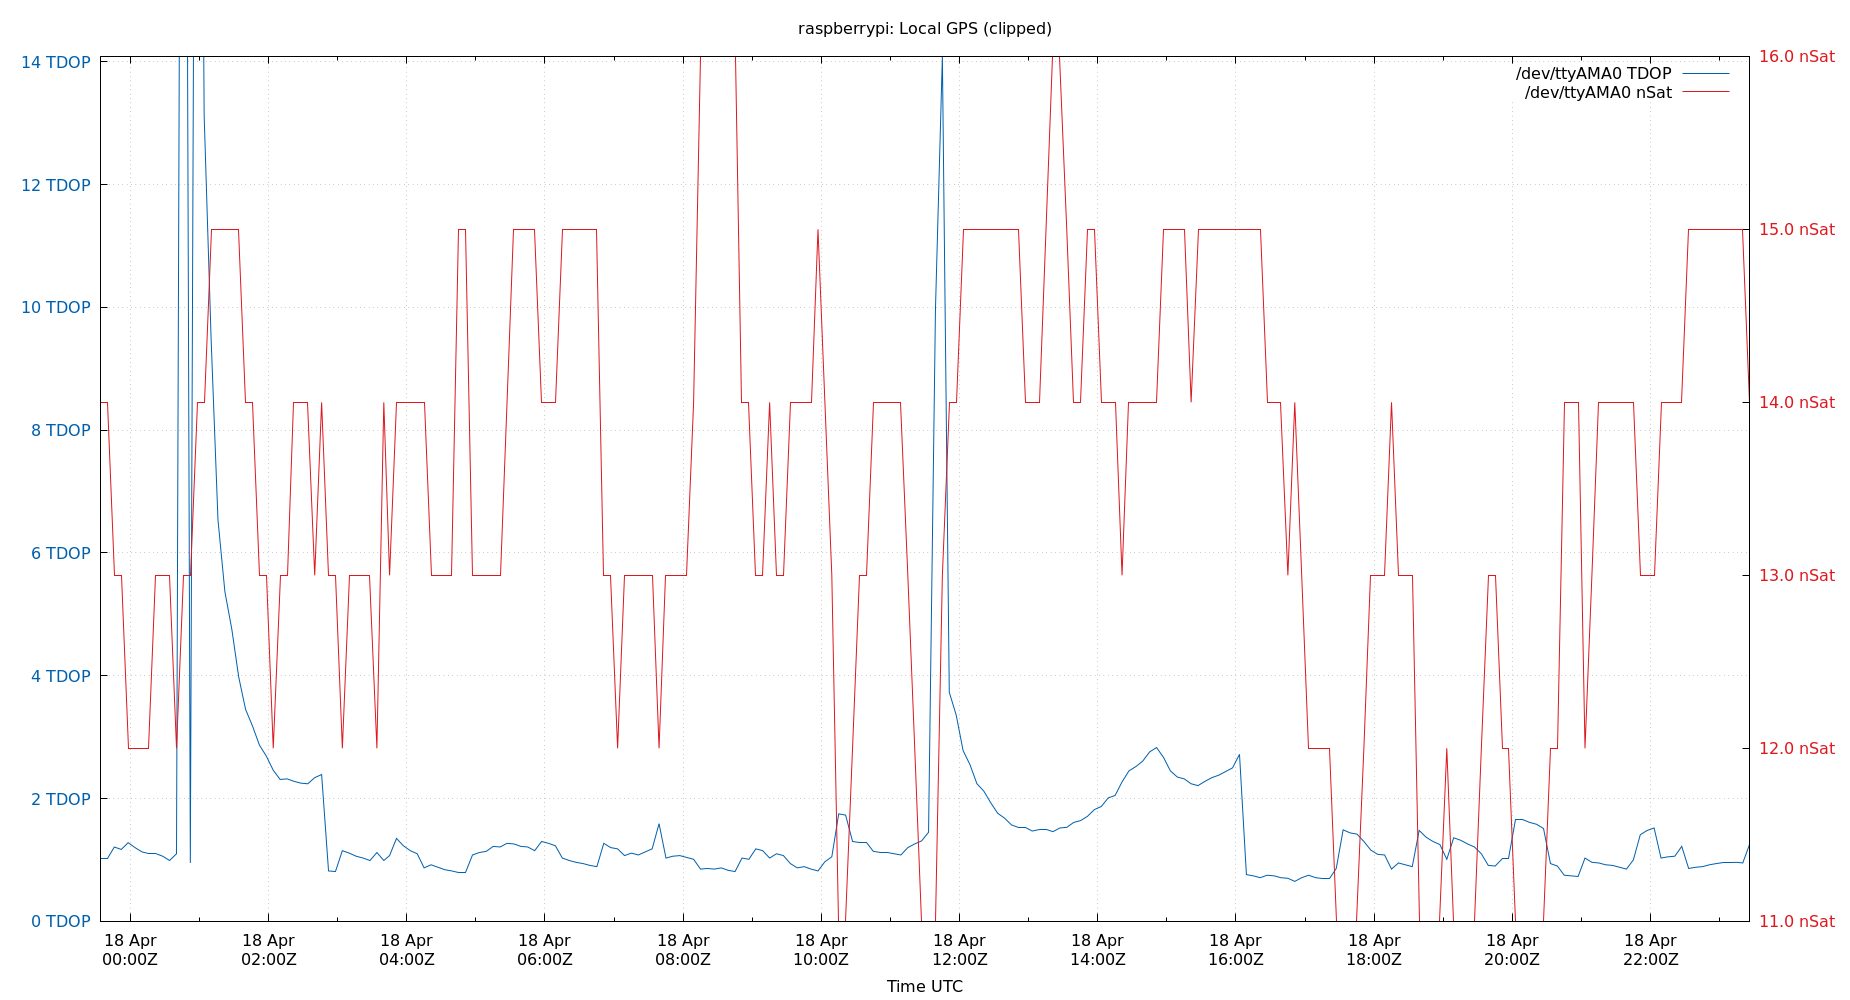 raspberrypi: Local GPS (clipped)
/dev/ttyAMA0 TDOP
/dev/ttyAMA0 nSat
14 TDOP
12 TDOP
10 TDOP
8 TDOP
6 TDOP
4 TDOP
2 TDOP
0 TDOP
16.0 nSat
15.0 nSat
14.0 nSat
13.0 nSat
12.0 nSat
11.0 nSat
18 Apr
00:00Z
18 Apr
02:00Z
18 Apr
04:00Z
18 Apr
06:00Z
18 Apr
08:00Z
18 Apr
10:00Z
18 Apr
12:00Z
18 Apr
14:00Z
18 Apr
16:00Z
18 Apr
18:00Z
18 Apr
20:00Z
18 Apr
22:00Z
Time UTC